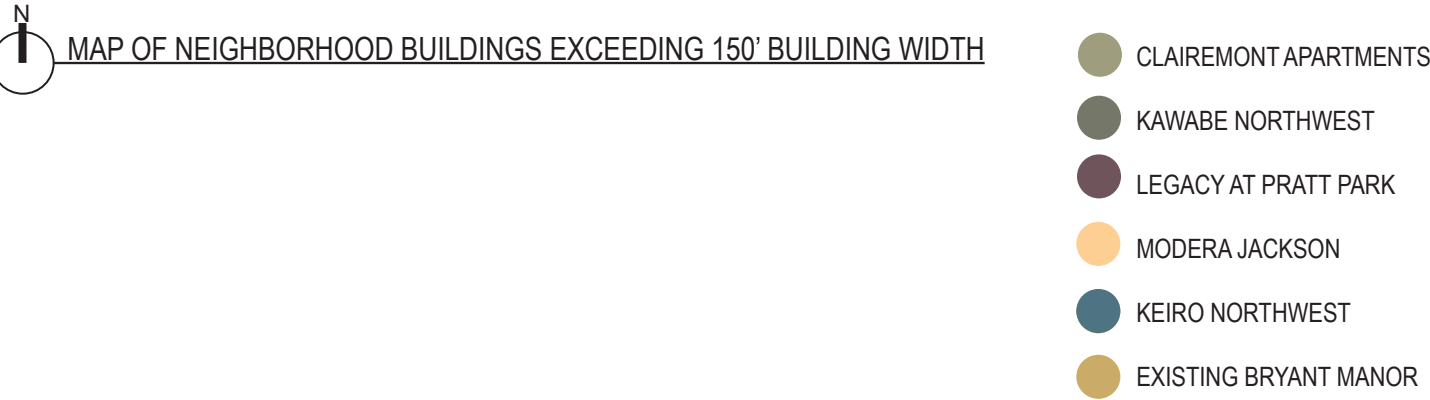 N
MAP OF NEIGHBORHOOD BUILDINGS EXCEEDING 150' BUILDING WIDTH
CLAIREMONT APARTMENTS
KAWABE NORTHWEST
LEGACY AT PRATT PARK
MODERA JACKSON
KEIRO NORTHWEST
EXISTING BRYANT MANOR